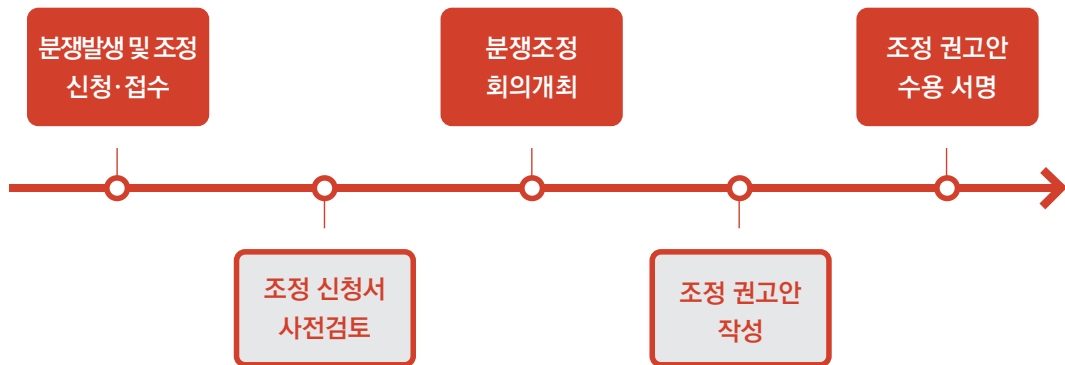 분쟁발생 및 조정
신청·접수
조정 신청서
사전검토
분쟁조정
회의개최
조정 권고안
작성
조정 권고안
수용 서명